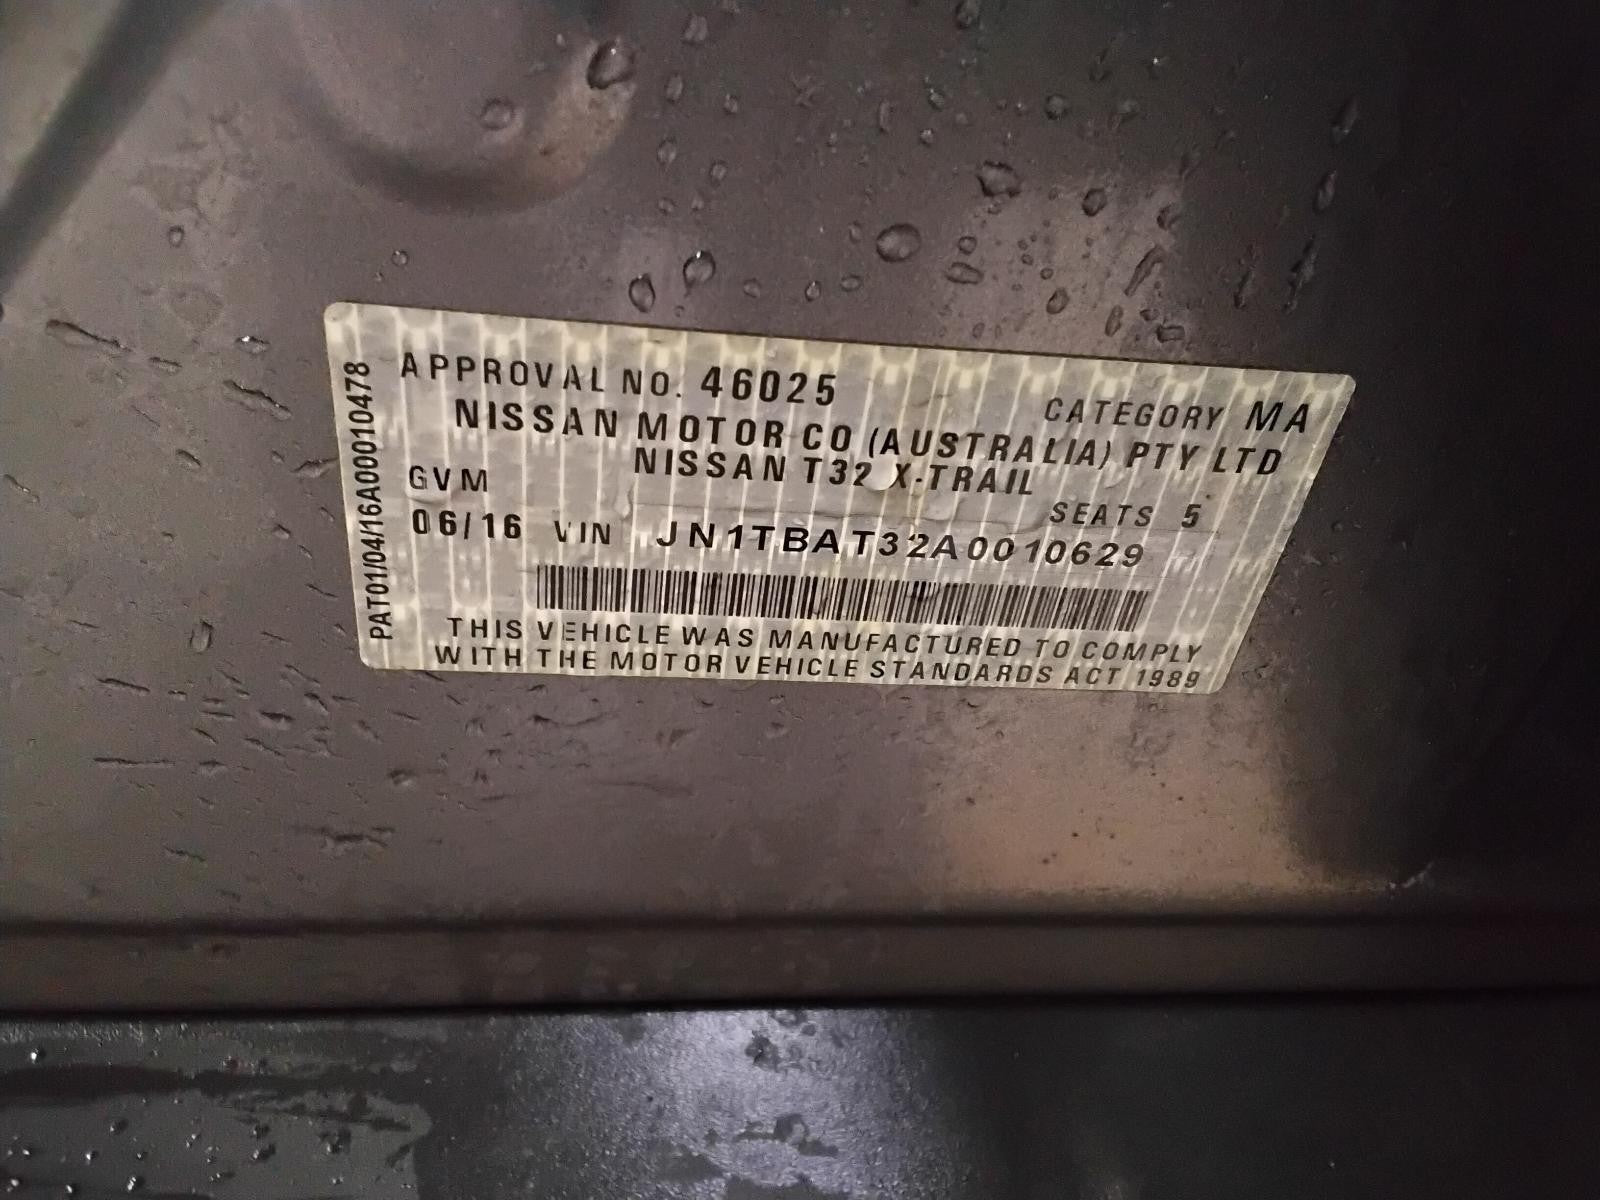 PAT01/04/16A00010478
APPROVAL NO. 46025 CATEGORY MA
NISSAN MOTOR CO (AUSTRALIA) PTY LTD
NISSAN T32 X-TRAIL
GVM SEATS 5
06/16 VIN JN1TBAT32A0010629
THIS VEHICLE WAS MANUFACTURED TO COMPLY
WITH THE MOTOR VEHICLE STANDARDS ACT 1989